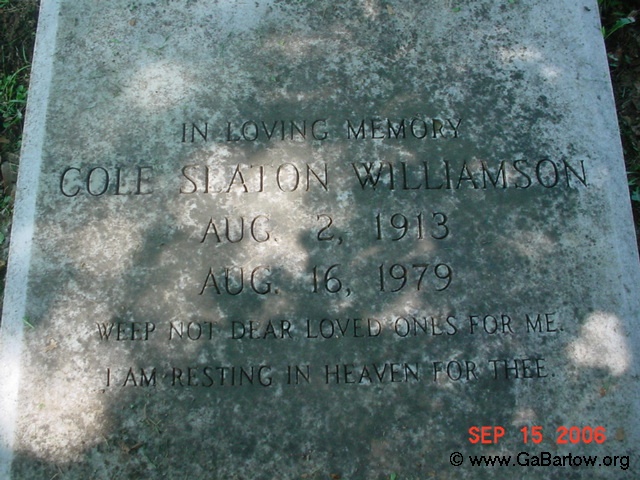 IN LOVING MEMORY
COLE SEATON WILLIAMSON
AUG. 2, 1913
AUG. 16, 1979
WEEP NOT DEAR LOVED ONES FOR ME.
I AM RESTING IN HEAVEN FOR THEE.
SEP 15 2006
© www.GaBartow.org